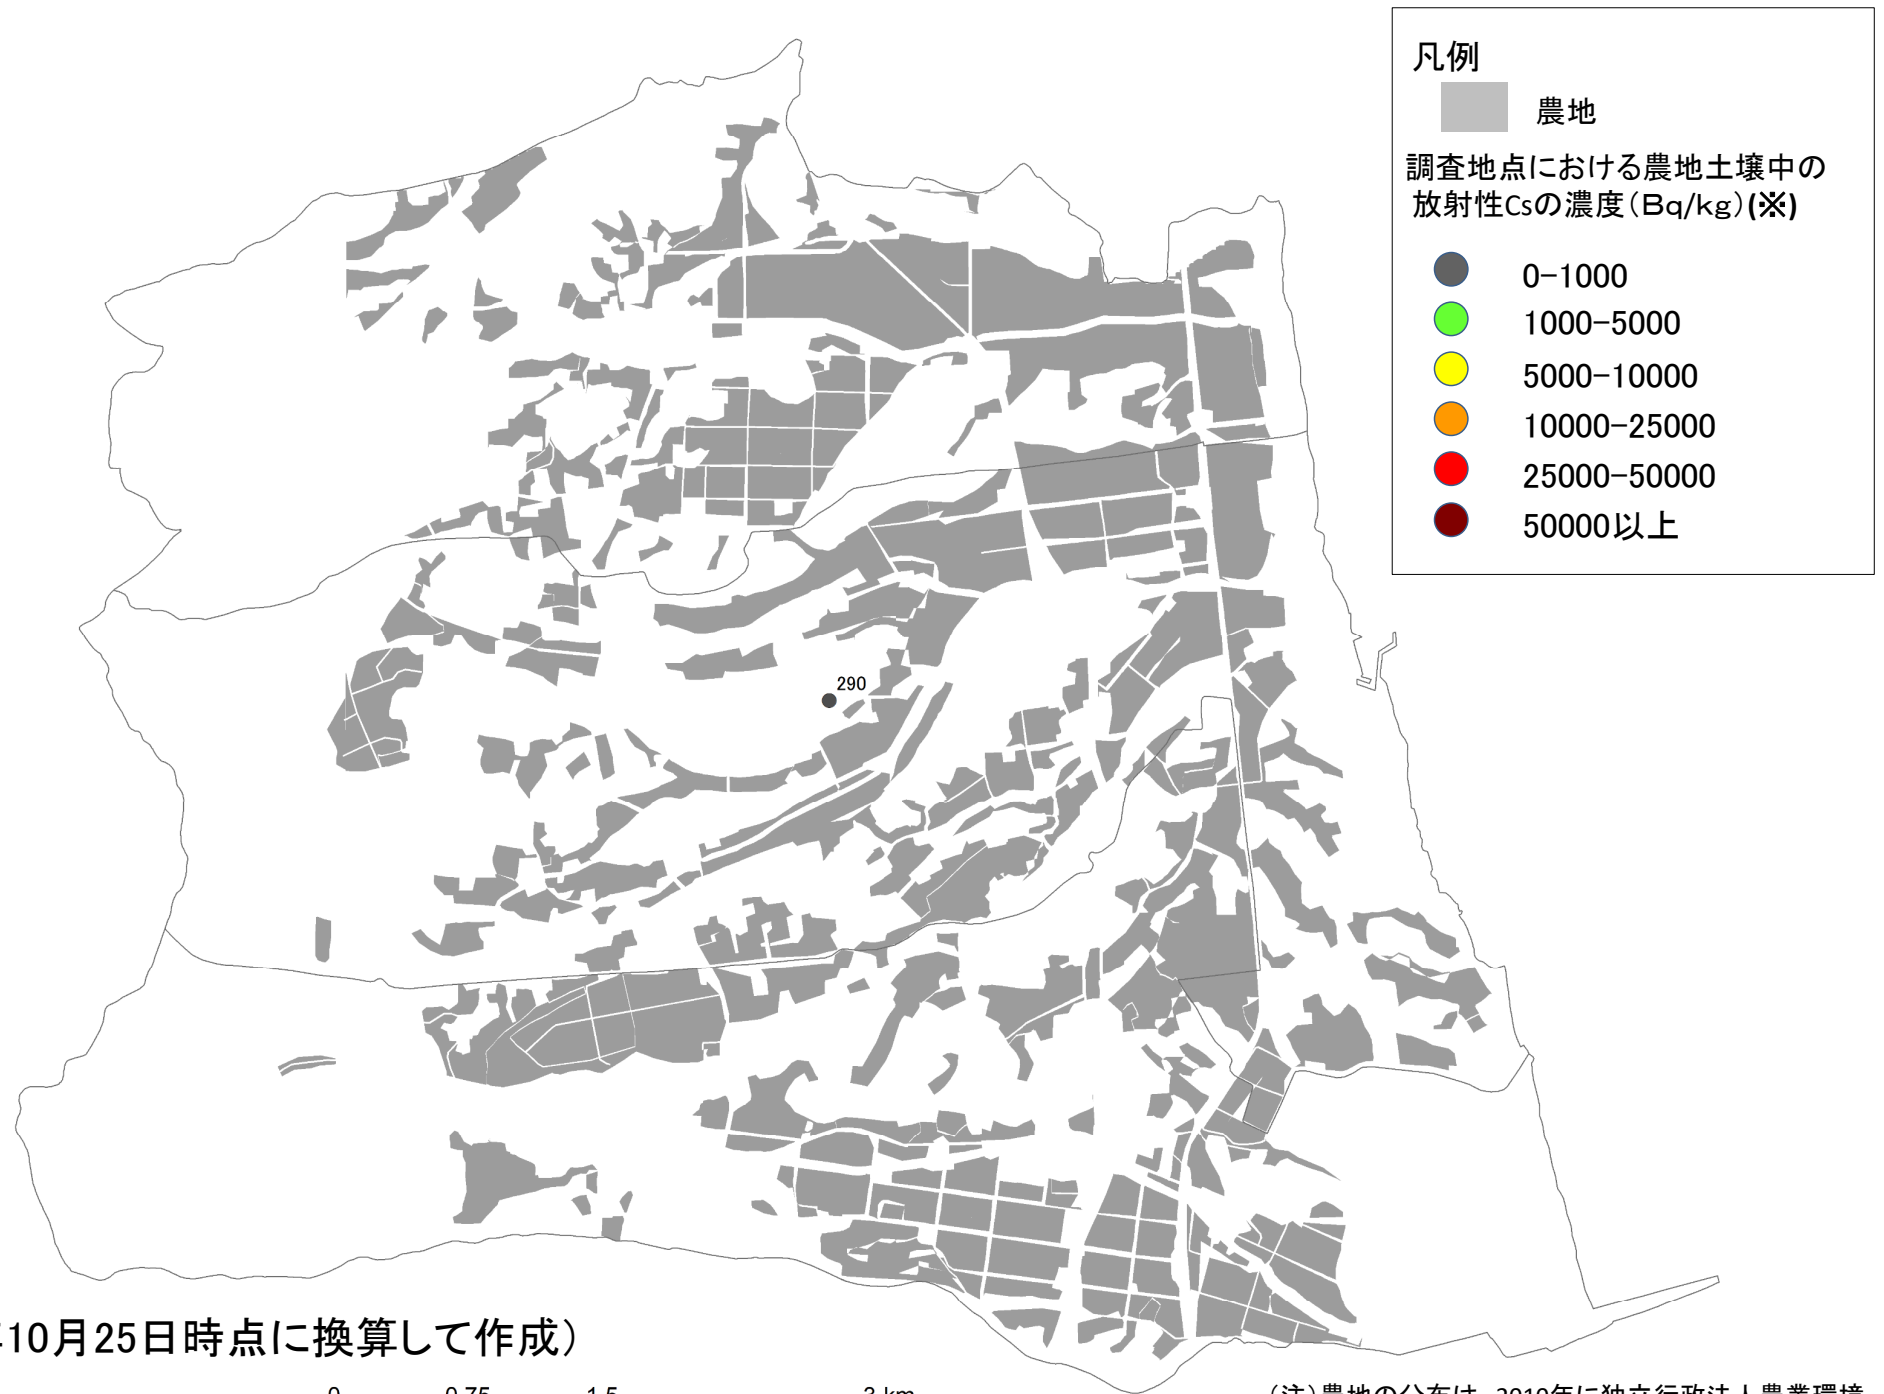 凡例
農地
調査地点における農地土壌中の
放射性Csの濃度（Bq/kg）(※)
0-1000
1000-5000
5000-10000
10000-25000
25000-50000
50000以上
290
10月25日時点に換算して作成）
0 0.75 1.5 3 km
（注）農地の分布は、2010年に独立行政法人農業環境